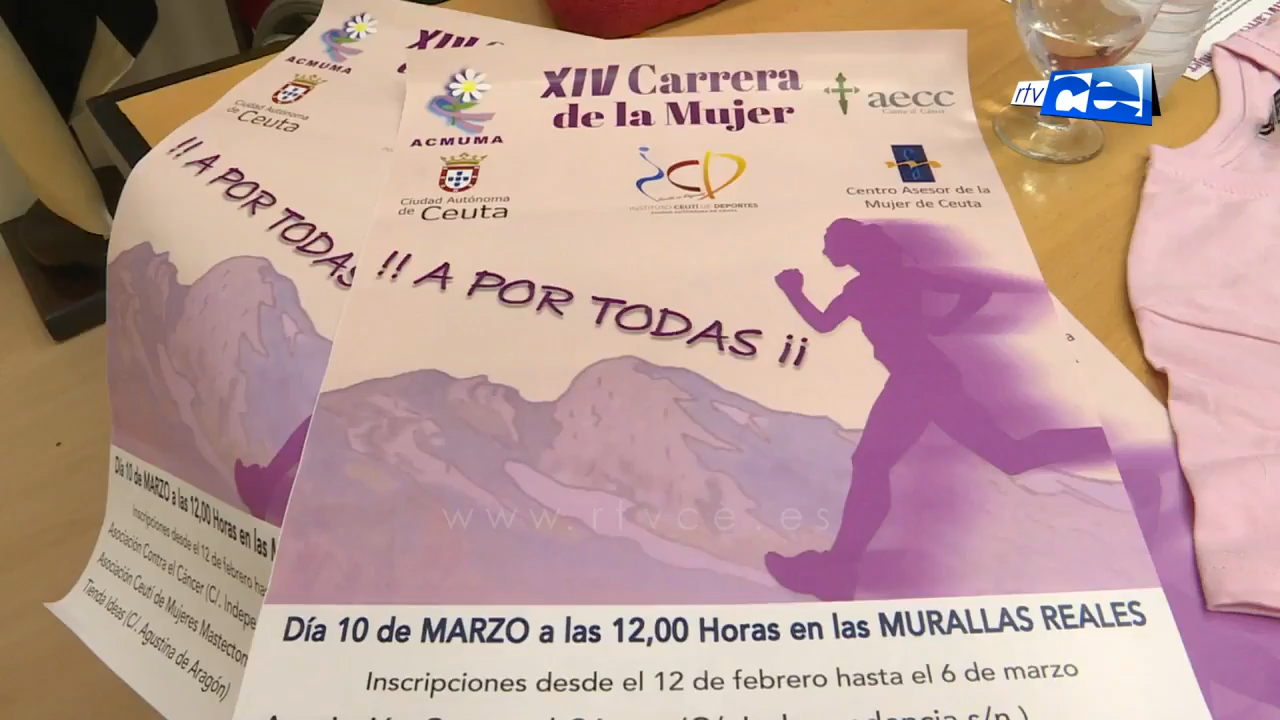 rtv ce
XIV
ACMUMA
Ciudad Autónoma
de Ceuta
!! A POR TODAS
Día 10 de MARZO a las 12,00 Horas en las
Inscripciones desde el 12 de febrero
Asociación Contra el Cáncer (C/. Indepe
Asociación Ceutí de Mujeres Mastectom
Tienda Ideas (C/. Agustina de Aragón)
XIV Carrera
de la Mujer
ACMUMA
aecc
Ciudad Autónoma
de Ceuta
ICD
INSTITUTO CEUTÍ DE DEPORTES
Centro Asesor de la
Mujer de Ceuta
!! A POR TODAS ¡¡
www.rtvce.es
Día 10 de MARZO a las 12,00 Horas en las MURALLAS REALES
Inscripciones desde el 12 de febrero hasta el 6 de marzo